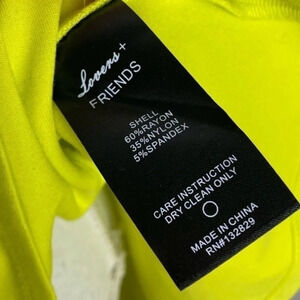 Lovers +
FRIENDS
SHELL
60%RAYON
35%NYLON
5%SPANDEX
CARE INSTRUCTION
DRY CLEAN ONLY
MADE IN CHINA
RN#132829